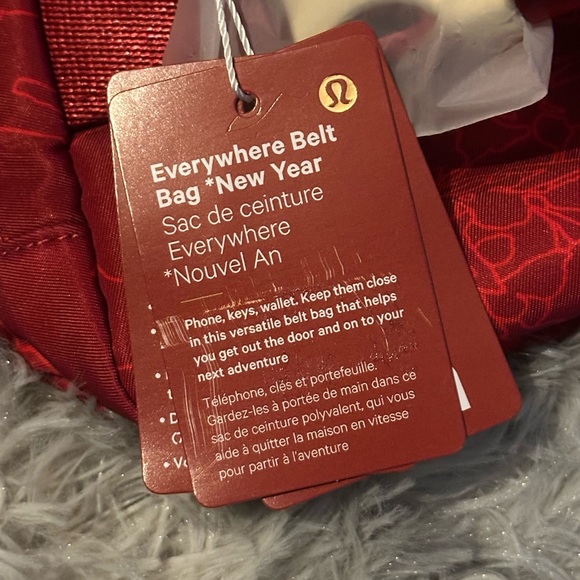 Everywhere Belt
Bag *New Year
Sac de ceinture
Everywhere
*Nouvel An
Phone, keys, wallet. Keep them close
in this versatile belt bag that helps
you get out the door and on to your
next adventure
Téléphone, clés et portefeuille.
Gardez-les à portée de main dans ce
sac de ceinture polyvalent, qui vous
aide à quitter la maison en vitesse
pour partir à l'aventure